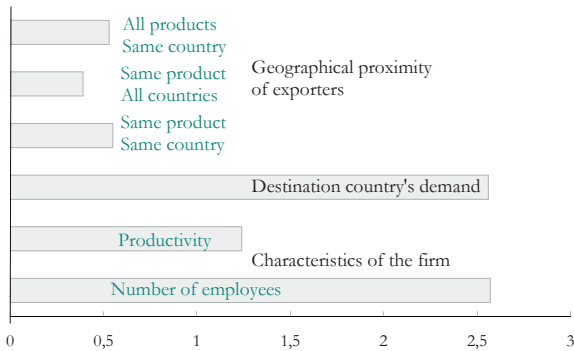 All products
Same country
Same product
All countries
Geographical proximity
of exporters
Same product
Same country
Destination country's demand
Productivity
Characteristics of the firm
Number of employees
0 0,5 1 1,5 2 2,5 3